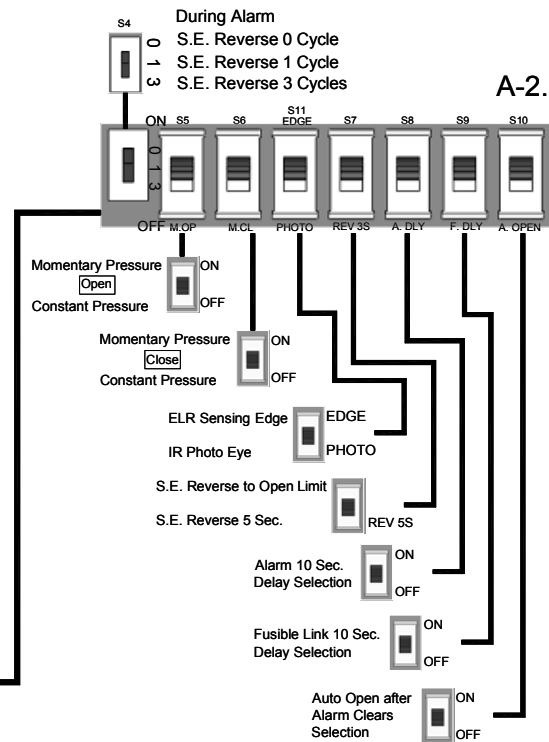 During Alarm
S4
0 S.E. Reverse 0 Cycle
1 S.E. Reverse 1 Cycle
3 S.E. Reverse 3 Cycles
A-2.
ON S5 S6 S11 EDGE S7 S8 S9 S10
0
1
3
OFF M.OP M.CL PHOTO REV 3S A. DLY F. DLY A. OPEN
Momentary Pressure ON
Open
Constant Pressure OFF
Momentary Pressure ON
Close
Constant Pressure OFF
ELR Sensing Edge EDGE
IR Photo Eye PHOTO
S.E. Reverse to Open Limit
S.E. Reverse 5 Sec. REV 5S
Alarm 10 Sec. ON
Delay Selection OFF
Fusible Link 10 Sec. ON
Delay Selection OFF
Auto Open after ON
Alarm Clears
Selection OFF